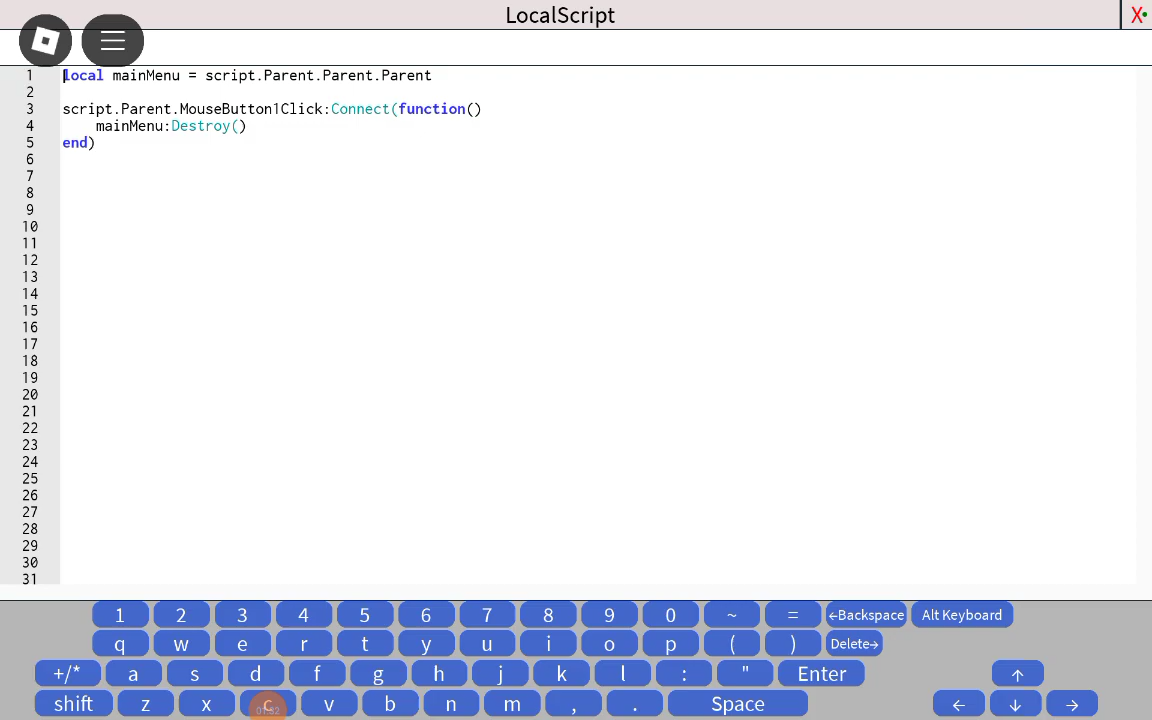 LocalScript
X
1 local mainMenu = script.Parent.Parent.Parent
2
3 script.Parent.MouseButton1Click:Connect(function()
4     mainMenu:Destroy()
5 end)
6
7
8
9
10
11
12
13
14
15
16
17
18
19
20
21
22
23
24
25
26
27
28
29
30
31
1 2 3 4 5 6 7 8 9 0 ~ = ←Backspace Alt Keyboard
q w e r t y u i o p ( ) Delete→
+/* a s d f g h j k l : " Enter ↑
shift z x c v b n m , . Space ← ↓ →